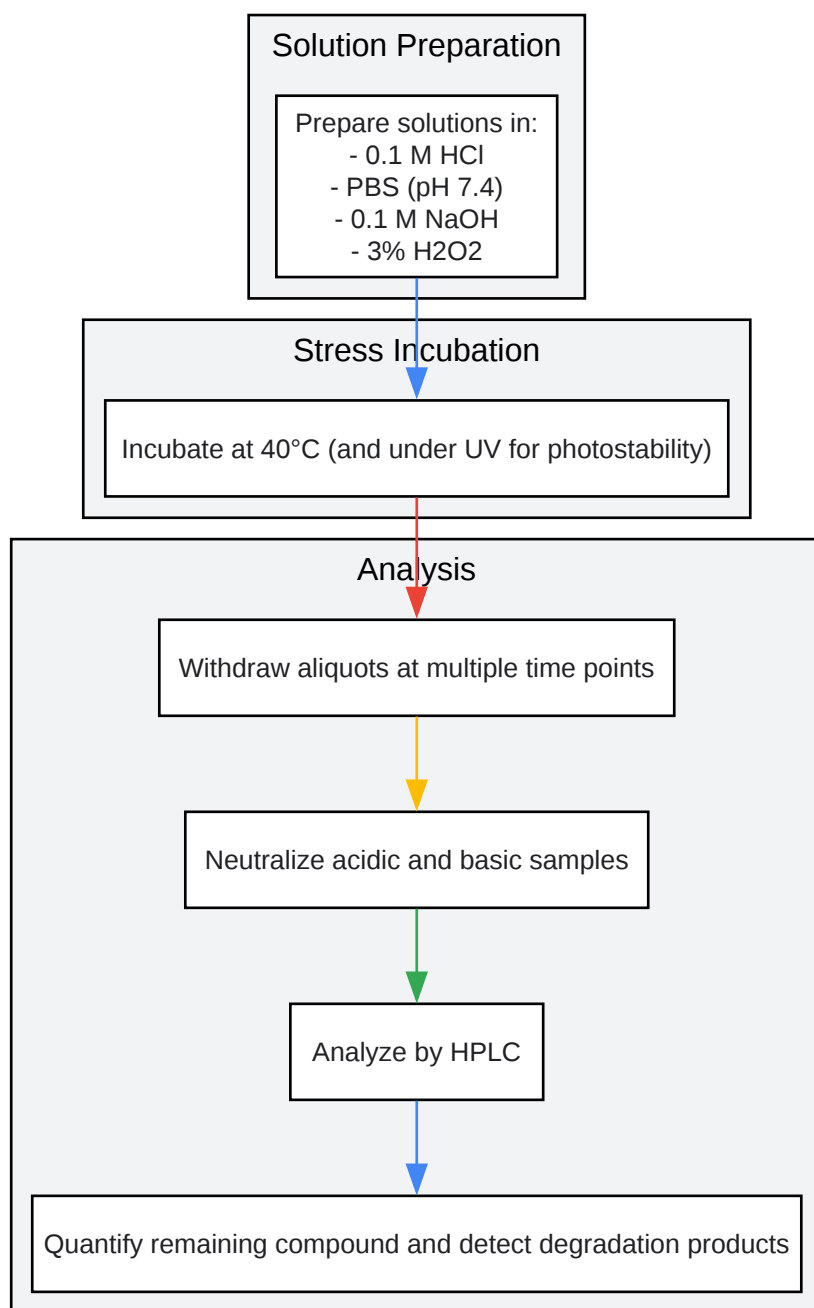 Solution Preparation
Prepare solutions in:
- 0.1 M HCl
- PBS (pH 7.4)
- 0.1 M NaOH
- 3% H2O2
Stress Incubation
Incubate at 40°C (and under UV for photostability)
Analysis
Withdraw aliquots at multiple time points
Neutralize acidic and basic samples
Analyze by HPLC
Quantify remaining compound and detect degradation products